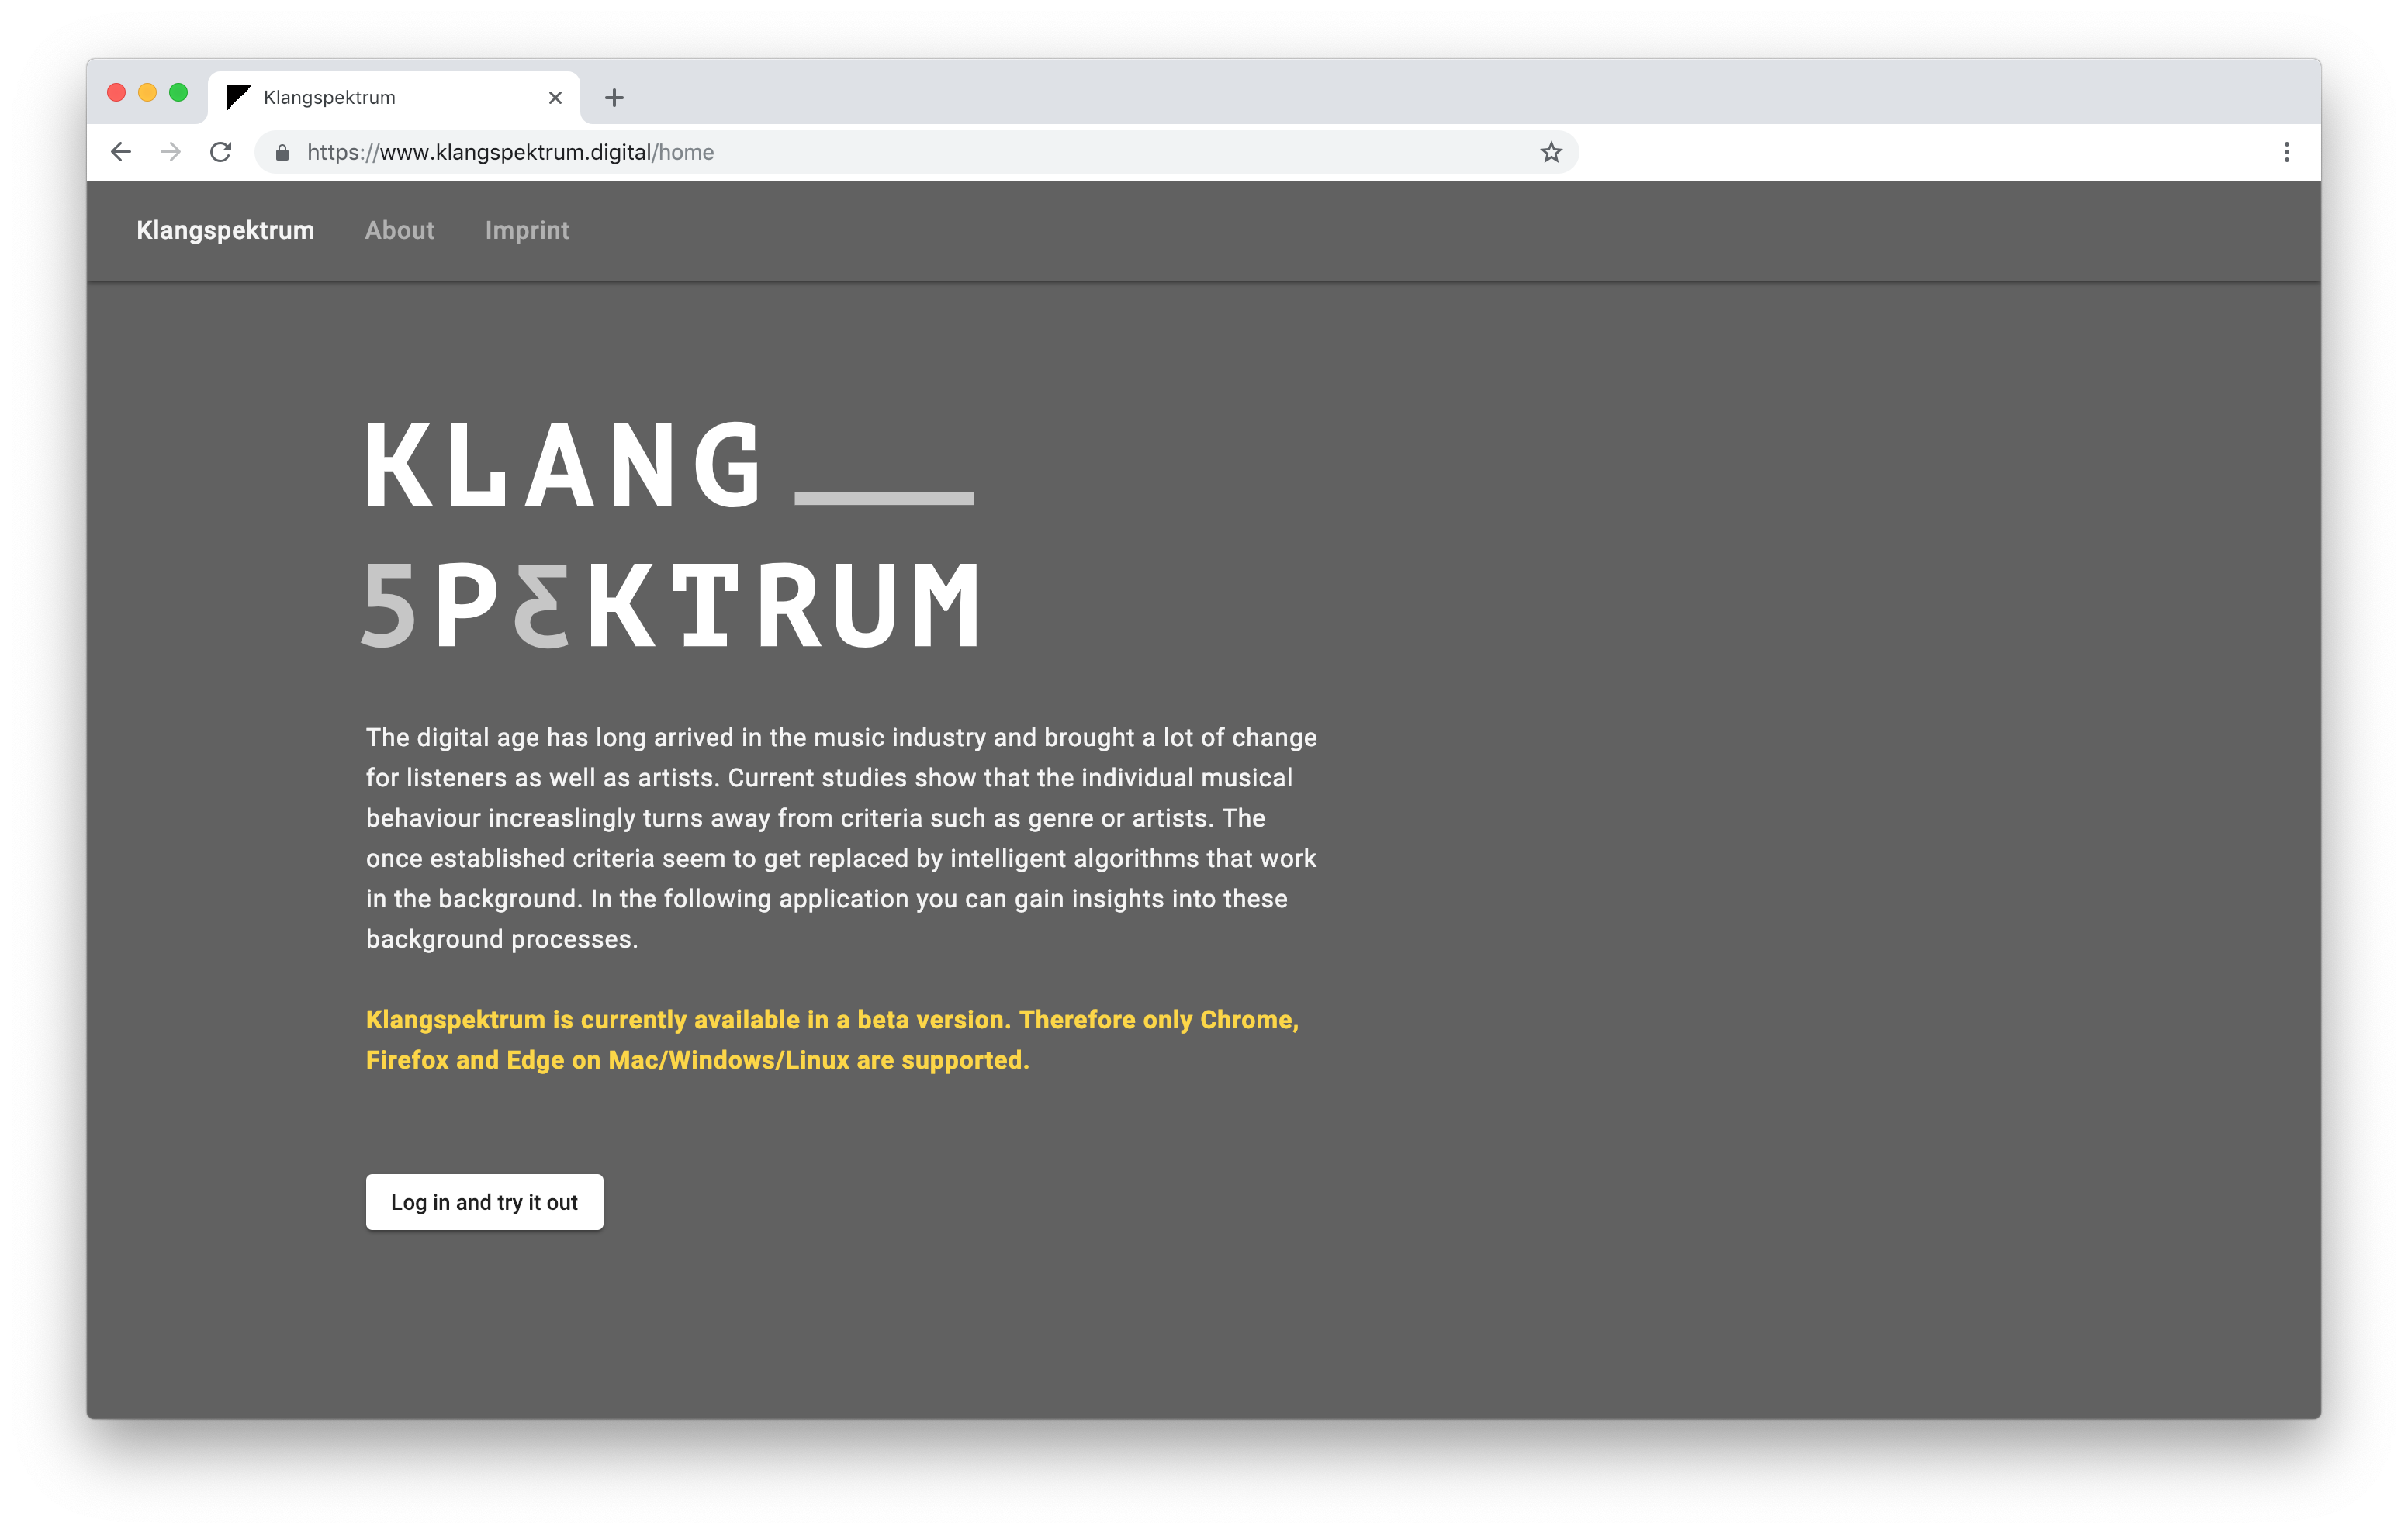 Klangspektrum
https://www.klangspektrum.digital/home
Klangspektrum About Imprint
KLANG
5PƸKTRUM
The digital age has long arrived in the music industry and brought a lot of change
for listeners as well as artists. Current studies show that the individual musical
behaviour increaslingly turns away from criteria such as genre or artists. The
once established criteria seem to get replaced by intelligent algorithms that work
in the background. In the following application you can gain insights into these
background processes.
Klangspektrum is currently available in a beta version. Therefore only Chrome,
Firefox and Edge on Mac/Windows/Linux are supported.
Log in and try it out